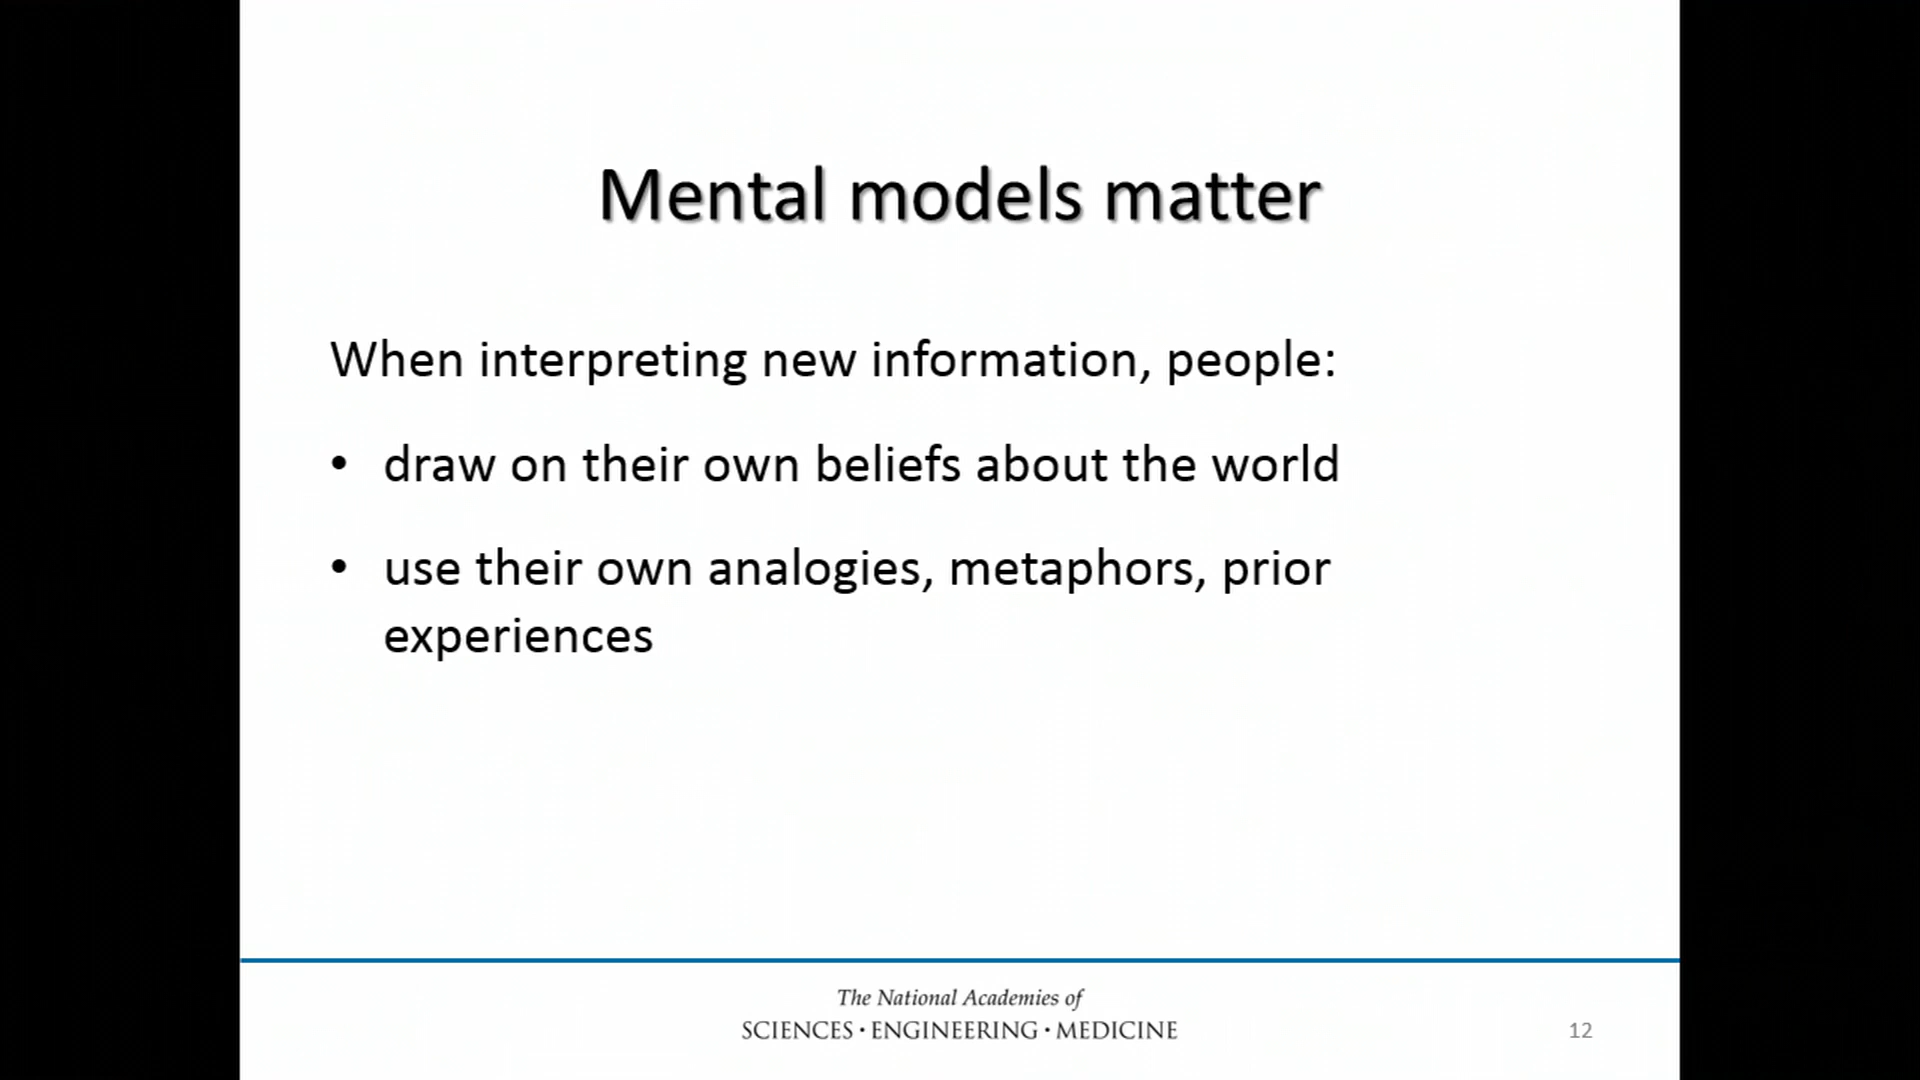 Mental models matter
When interpreting new information, people:
• draw on their own beliefs about the world
• use their own analogies, metaphors, prior
experiences
The National Academies of
SCIENCES · ENGINEERING · MEDICINE
12